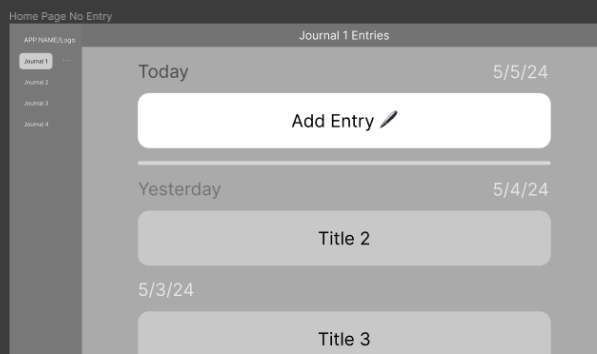 Home Page No Entry
APP NAME/Logo
Journal 1 ...
Journal 2
Journal 3
Journal 4
Journal 1 Entries
Today 5/5/24
Add Entry 🖋
Yesterday 5/4/24
Title 2
5/3/24
Title 3